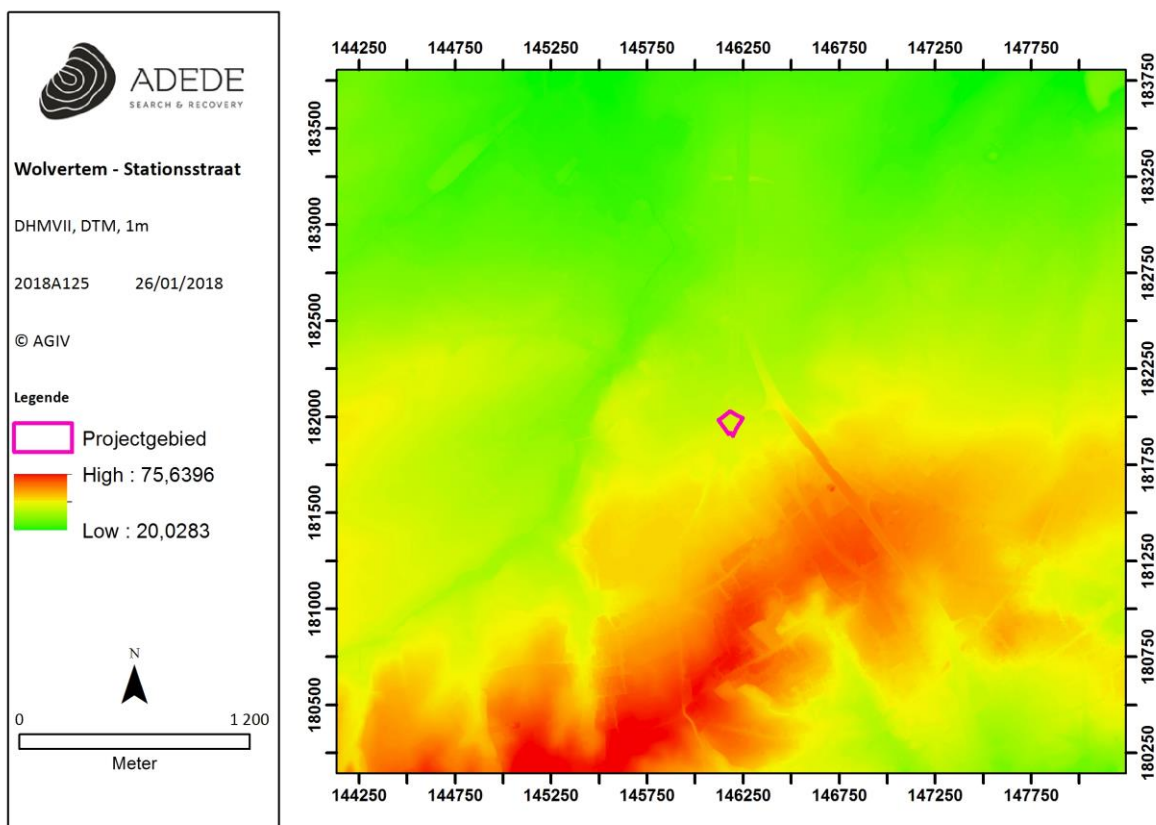 ADEDE
SEARCH & RECOVERY
Wolvertem - Stationsstraat
DHMVII, DTM, 1m
2018A125 26/01/2018
© AGIV
Legende
Projectgebied
High : 75,6396
Low : 20,0283
N
0 1 200
Meter
144250 144750 145250 145750 146250 146750 147250 147750
183500
183000
182500
182000
181500
181000
180500
183750
183250
182750
182250
181750
181250
180750
180250
144250 144750 145250 145750 146250 146750 147250 147750